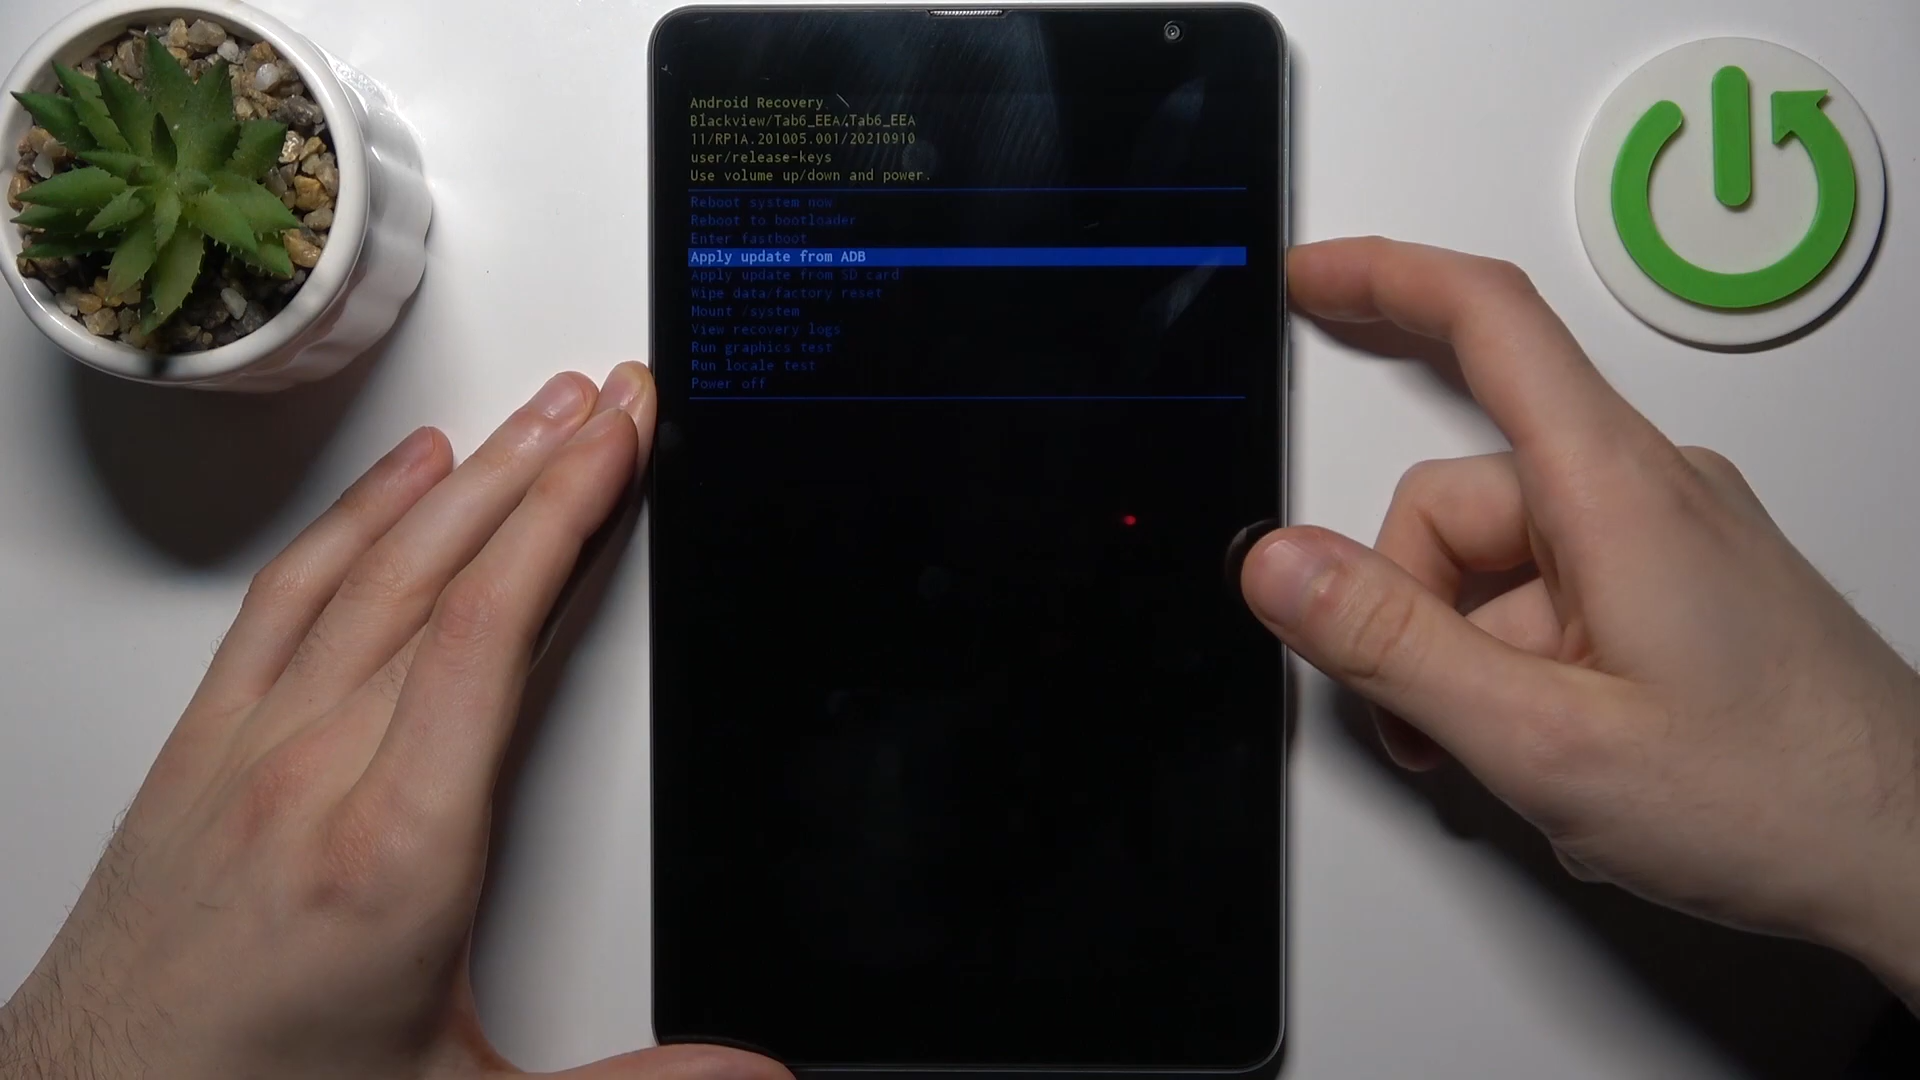 Android Recovery
Blackview/Tab6_EEA/Tab6_EEA
11/RP1A.201005.001/20210910
user/release-keys
Use volume up/down and power.
Reboot system now
Reboot to bootloader
Enter fastboot
Apply update from ADB
Apply update from SD card
Wipe data/factory reset
Mount /system
View recovery logs
Run graphics test
Run locale test
Power off